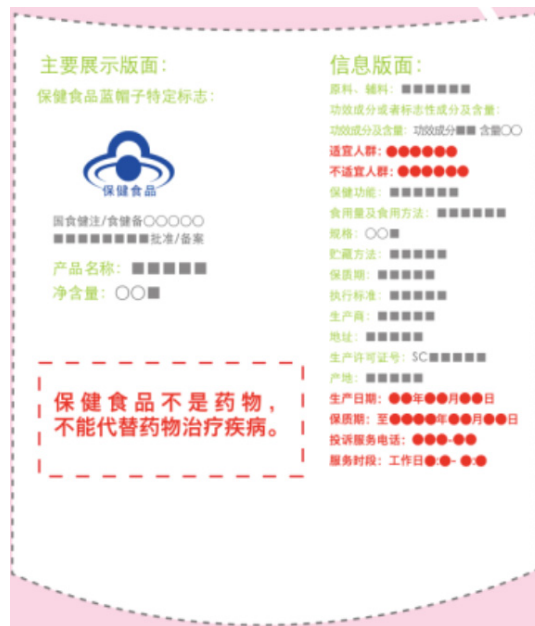 主要展示版面：
保健食品蓝帽子特定标志：
保健食品
国食健注/食健备○○○○○
■■■■■■■■批准/备案
产品名称：■■■■■
净含量：○○■
保健食品不是药物，
不能代替药物治疗疾病。
信息版面：
原料、辅料：■■■■■■
功效成分或者标志性成分及含量：
功效成分及含量：功效成分■■ 含量○○
适宜人群：●●●●●●
不适宜人群：●●●●●●
保健功能：■■■■■■
食用量及食用方法：■■■■■■
规格：○○■
贮藏方法：■■■■■
保质期：■■■■■
执行标准：■■■■■
生产商：■■■■■
地址：■■■■■
生产许可证号：SC■■■■■
产地：■■■■■
生产日期：●●年●●月●●日
保质期：至●●●●年●●月●●日
投诉服务电话：●●●-●●
服务时段：工作日●:●- ●:●